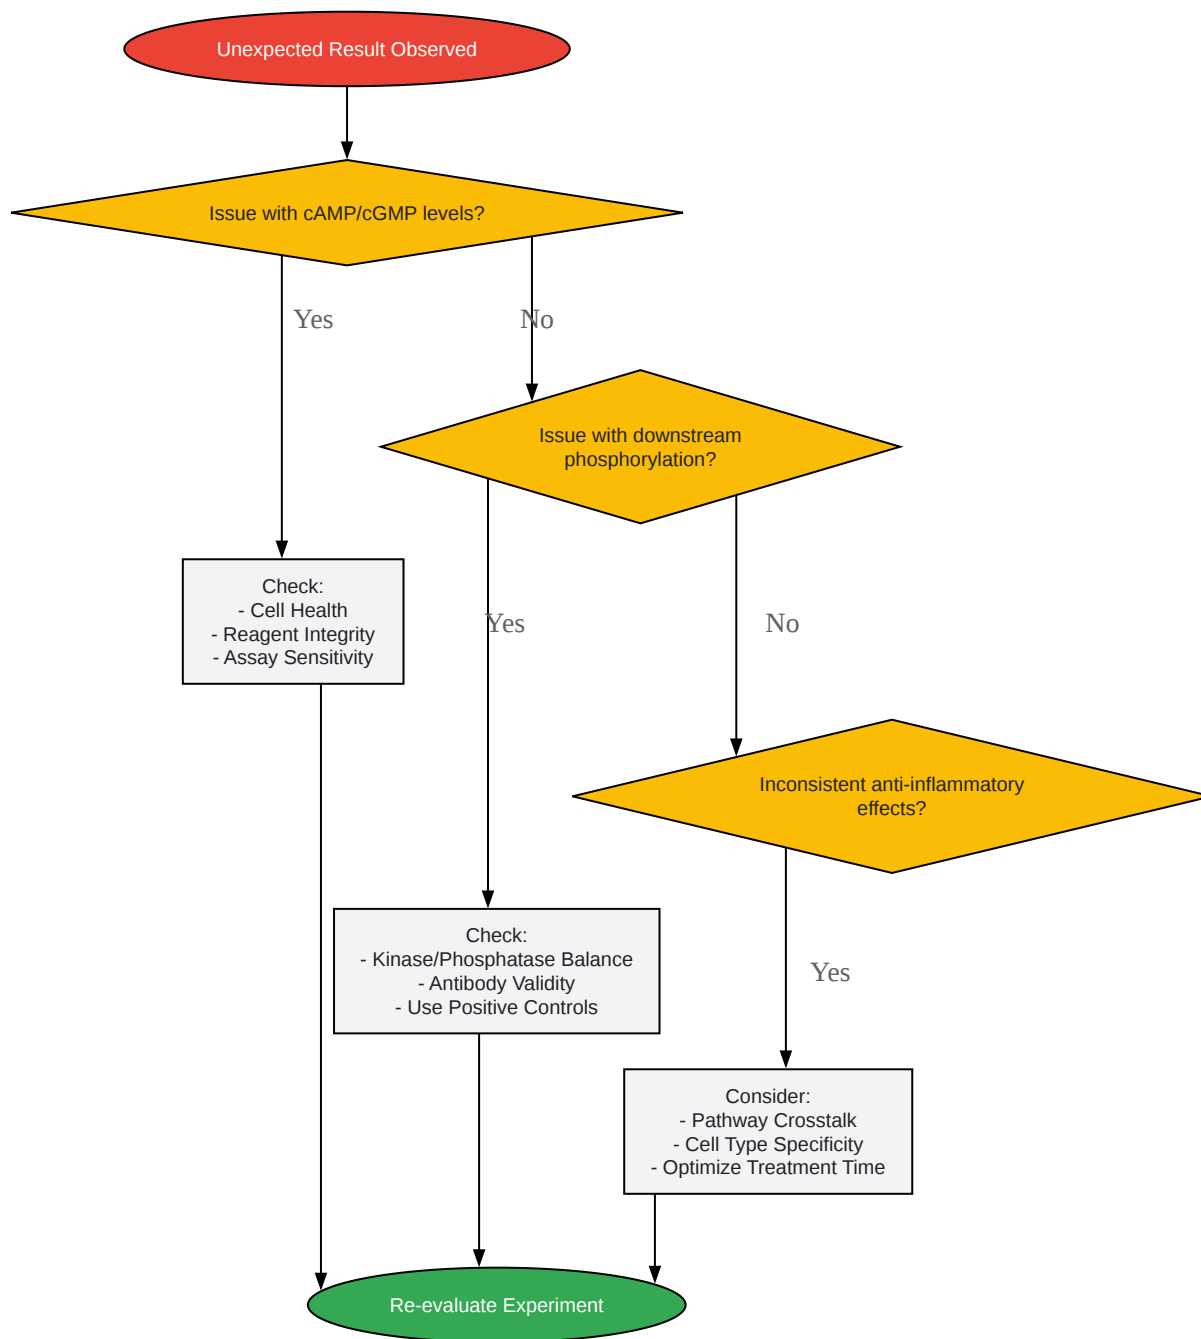 Unexpected Result Observed
Issue with cAMP/cGMP levels?
Yes
No
Issue with downstream
phosphorylation?
Check:
- Cell Health
- Reagent Integrity
- Assay Sensitivity
Yes
No
Inconsistent anti-inflammatory
effects?
Check:
- Kinase/Phosphatase Balance
- Antibody Validity
- Use Positive Controls
Yes
Consider:
- Pathway Crosstalk
- Cell Type Specificity
- Optimize Treatment Time
Re-evaluate Experiment